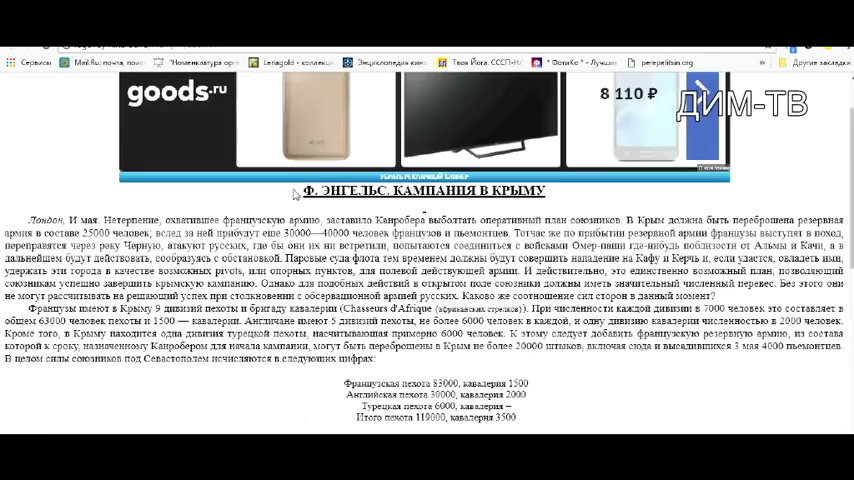 Сервисы
Mail.Ru: почта, поис
"Номенклатура орг
Lenagold - коллекци
Энциклопедия кино
Твоя Йога. СССП+НЛ
* ФотиКо * - Лучшие
perepelitsin.org
»
Другие закладки
goods.ru
8 110 ₽
ДИМ-ТВ
УБРАТЬ РЕКЛАМНЫЙ БАННЕР
Ф. ЭНГЕЛЬС. КАМПАНИЯ В КРЫМУ
Лондон, И мая. Нетерпение, охватившее французскую армию, заставило Канробера выболтать оперативный план союзников. В Крым должна быть переброшена резервная
армия в составе 25000 человек; вслед за ней прибудут еще 30000—40000 человек французов и пьемонтцев. Тотчас же по прибытии резервной армии французы выступят в поход,
переправятся через реку Черную, атакуют русских, где бы они их ни встретили, попытаются соединиться с войсками Омер-паши где-нибудь поблизости от Альмы и Качи, а в
дальнейшем будут действовать, сообразуясь с обстановкой. Паровые суда флота тем временем должны будут совершить нападение на Кафу и Керчь и, если удастся, овладеть ими,
удержать эти города в качестве возможных pivots, или опорных пунктов, для полевой действующей армии. И действительно, это единственно возможный план, позволяющий
союзникам успешно завершить крымскую кампанию. Однако для подобных действий в открытом поле союзники должны иметь значительный численный перевес. Без этого они
не могут рассчитывать на решающий успех при столкновении с обсервационной армией русских. Каково же соотношение сил сторон в данный момент?
Французы имеют в Крыму 9 дивизий пехоты и бригаду кавалерии (Chasseurs d'Afrique {африканских стрелков}). При численности каждой дивизии в 7000 человек это составляет в
общем 63000 человек пехоты и 1500 — кавалерии. Англичане имеют 5 дивизий пехоты, не более 6000 человек в каждой, и одну дивизию кавалерии численностью в 2000 человек.
Кроме того, в Крыму находится одна дивизия турецкой пехоты, насчитывающая примерно 6000 человек. К этому следует добавить французскую резервную армию, из состава
которой к сроку, назначенному Канробером для начала кампании, могут быть переброшены в Крым не более 20000 штыков, включая сюда и высадившихся 3 мая 4000 пьемонтцев.
В целом силы союзников под Севастополем исчисляются в следующих цифрах:
Французская пехота 83000, кавалерия 1500
Английская пехота 30000, кавалерия 2000
Турецкая пехота 6000, кавалерия –
Итого пехота 119000, кавалерия 3500